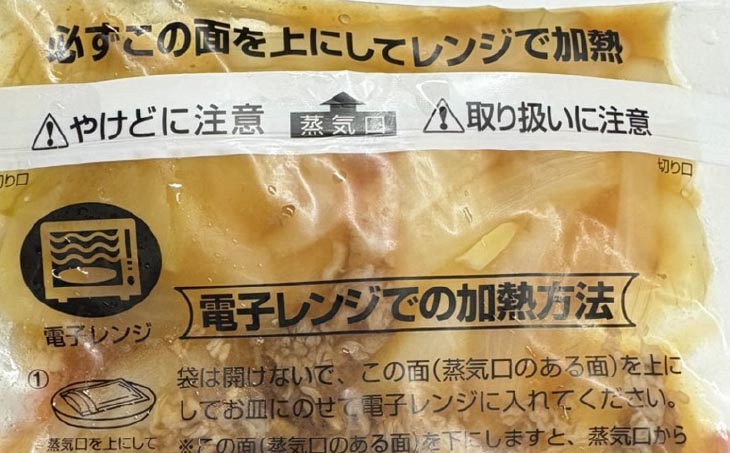 必ずこの面を上にしてレンジで加熱
⚠やけどに注意 蒸気口 ⚠取り扱いに注意
切り口 切り口
電子レンジ
電子レンジでの加熱方法
① 袋は開けないで、この面(蒸気口のある面)を上に
してお皿にのせて電子レンジに入れてください。
蒸気口を上にして
※この面(蒸気口のある面)を下にしますと、蒸気口から